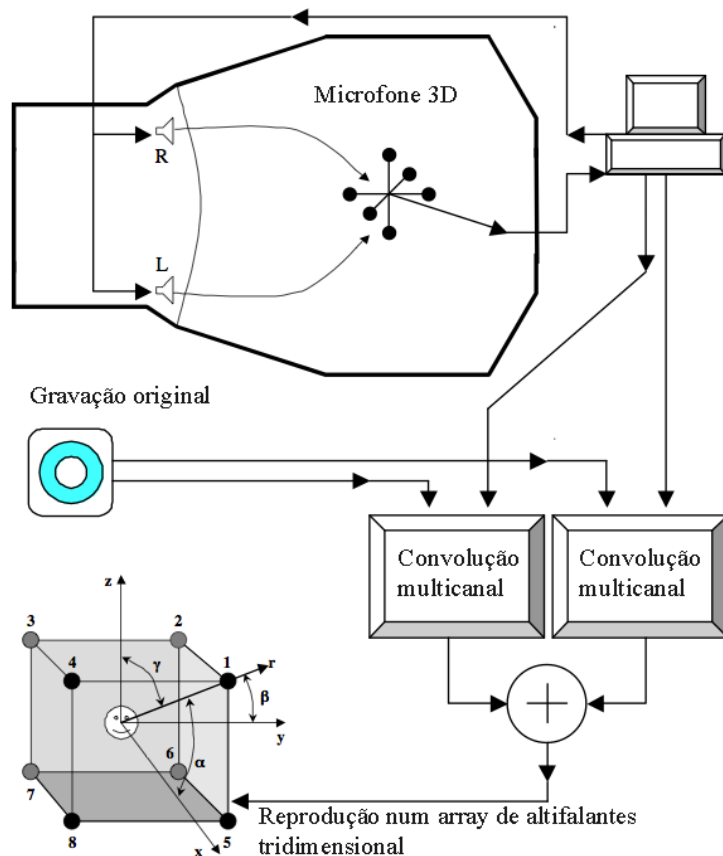 Microfone 3D
R
L
Gravação original
Convolução
multicanal
Convolução
multicanal
z
3
2
4
1
r
γ
β
y
α
6
7
8
5
x
Reprodução num array de altifalantes
tridimensional